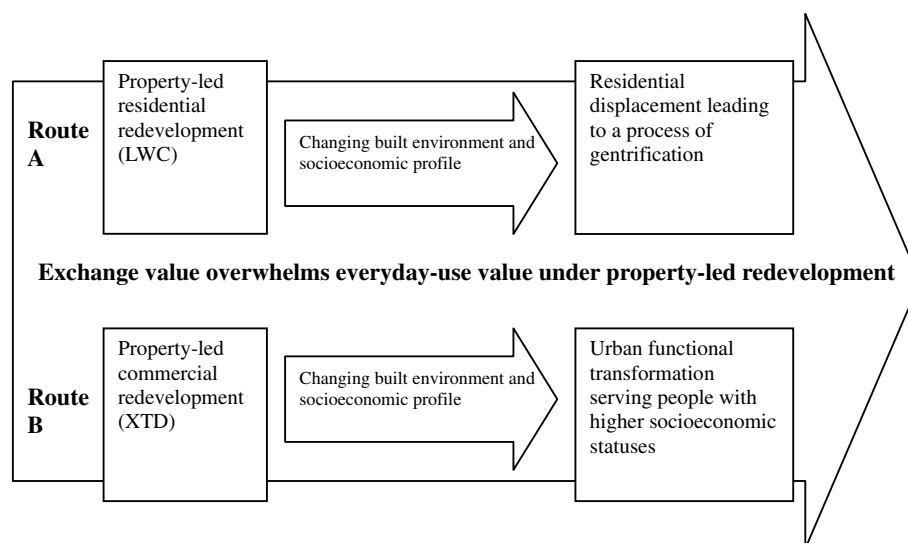 Route
A
Property-led
residential
redevelopment
(LWC)
Changing built environment and
socioeconomic profile
Residential
displacement leading
to a process of
gentrification
Exchange value overwhelms everyday-use value under property-led redevelopment
Route
B
Property-led
commercial
redevelopment
(XTD)
Changing built environment and
socioeconomic profile
Urban functional
transformation
serving people with
higher socioeconomic
statuses